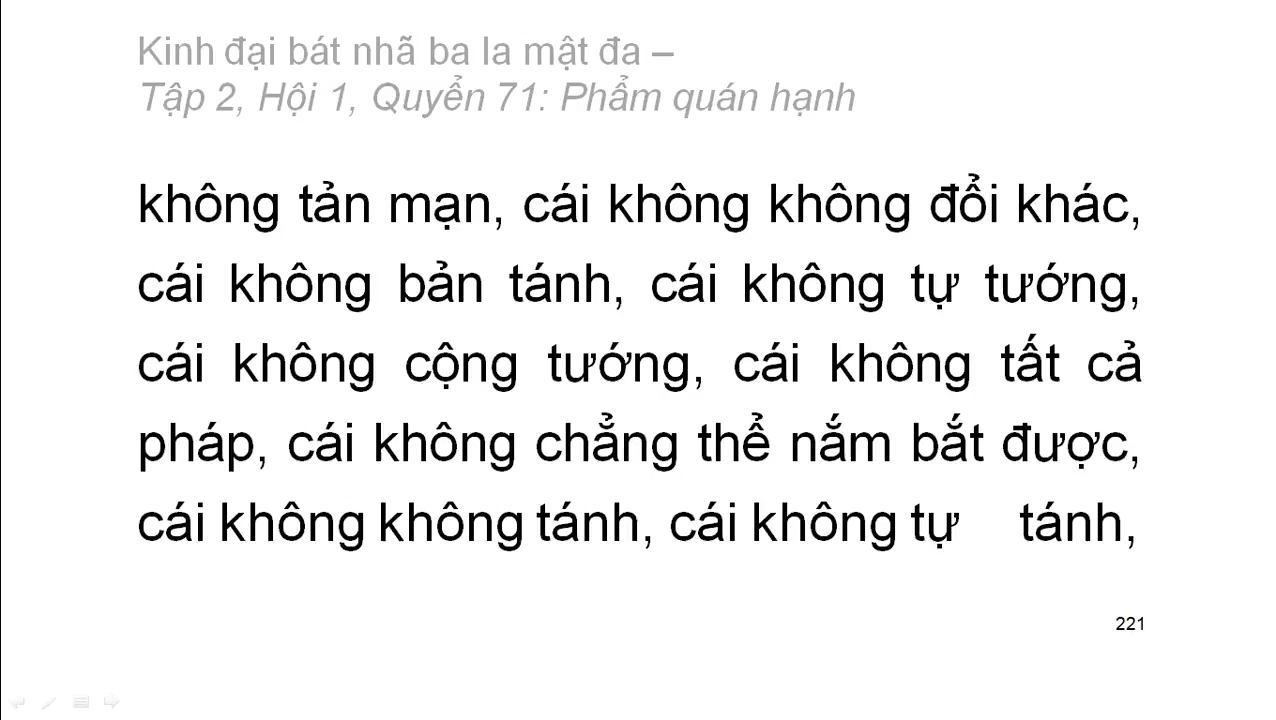 Kinh đại bát nhã ba la mật đa –
Tập 2, Hội 1, Quyển 71: Phẩm quán hạnh
không tản mạn, cái không không đổi khác,
cái không bản tánh, cái không tự tướng,
cái không cộng tướng, cái không tất cả
pháp, cái không chẳng thể nắm bắt được,
cái không không tánh, cái không tự tánh,
221